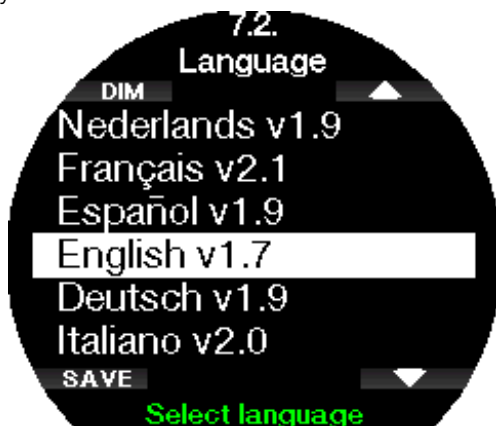 7.2.
Language
DIM
Nederlands v1.9
Français v2.1
Español v1.9
English v1.7
Deutsch v1.9
Italiano v2.0
SAVE
Select language